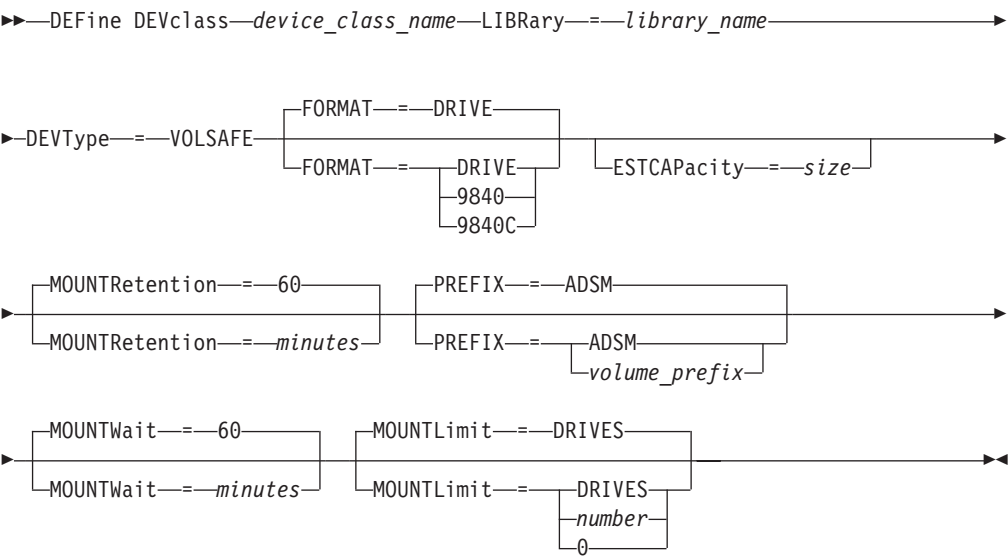 DEFine DEVclass device_class_name LIBRary = library_name
FORMAT = DRIVE
DEVType = VOLSAFE
FORMAT = DRIVE
9840
9840C
ESTCAPacity = size
MOUNTRetention = 60
MOUNTRetention = minutes
PREFIX = ADSM
PREFIX = ADSM
volume_prefix
MOUNTWait = 60
MOUNTWait = minutes
MOUNTLimit = DRIVES
MOUNTLimit = DRIVES
number
0